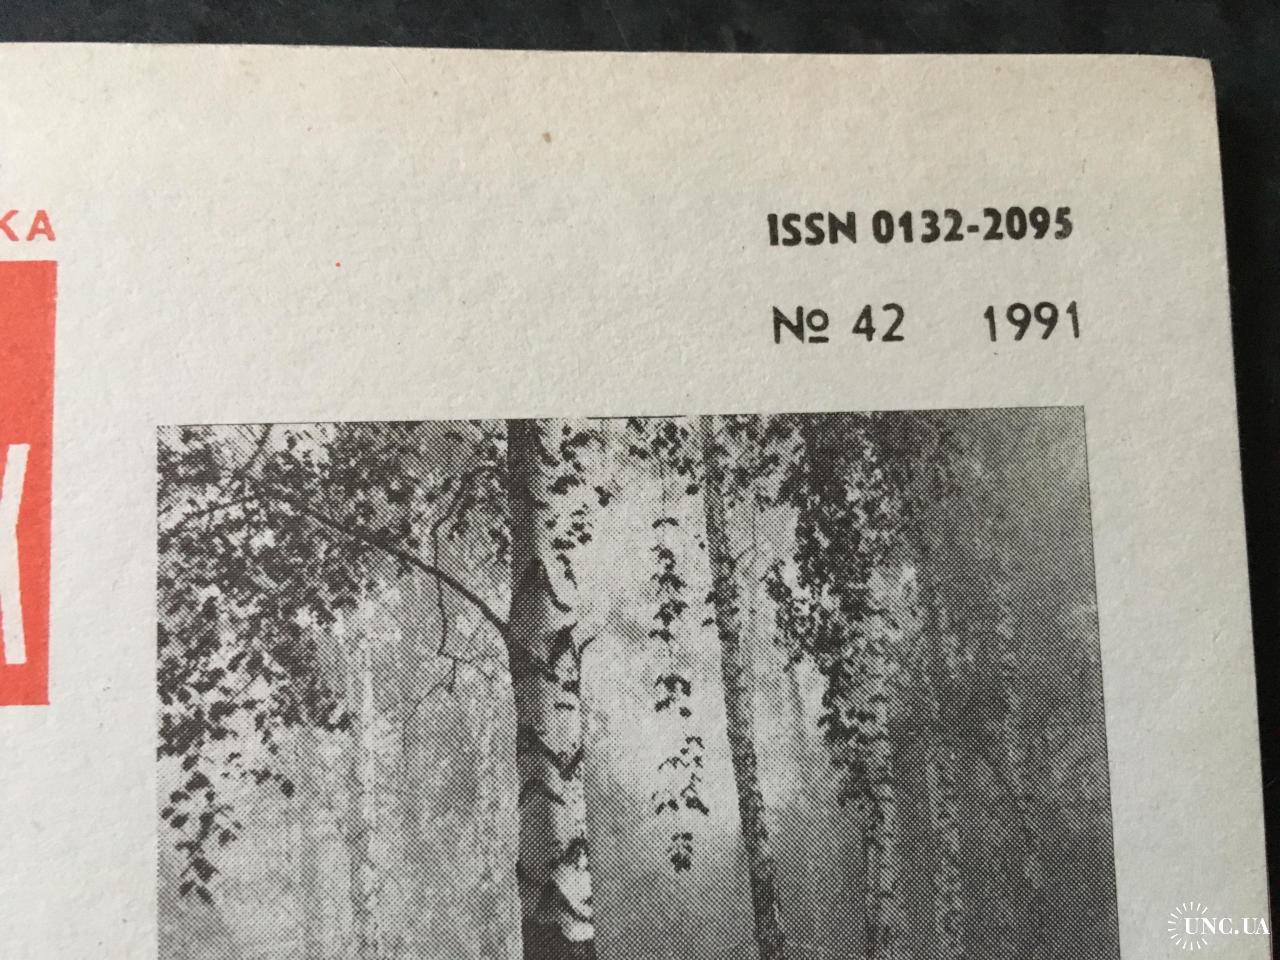 ISSN 0132-2095
КА
№ 42 1991
UNC.UA